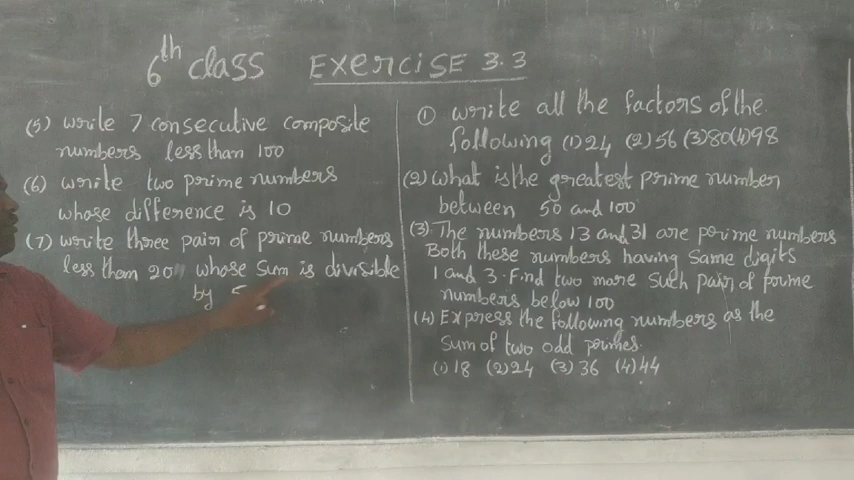 6th class Exercise 3.3
(5) write 7 consecutive composite
numbers less than 100
(6) write two prime numbers
whose difference is 10
(7) write three pair of prime numbers
less than 20 whose sum is divisible
by 5
(1) write all the factors of the
following (1) 24 (2) 56 (3) 80 (4) 98
(2) What is the greatest prime number
between 50 and 100
(3). The numbers 13 and 31 are prime numbers
Both these numbers having same digits
1 and 3. Find two more such pair of prime
numbers below 100
(4) Express the following numbers as the
sum of two odd primes.
(1) 18 (2) 24 (3) 36 (4) 44